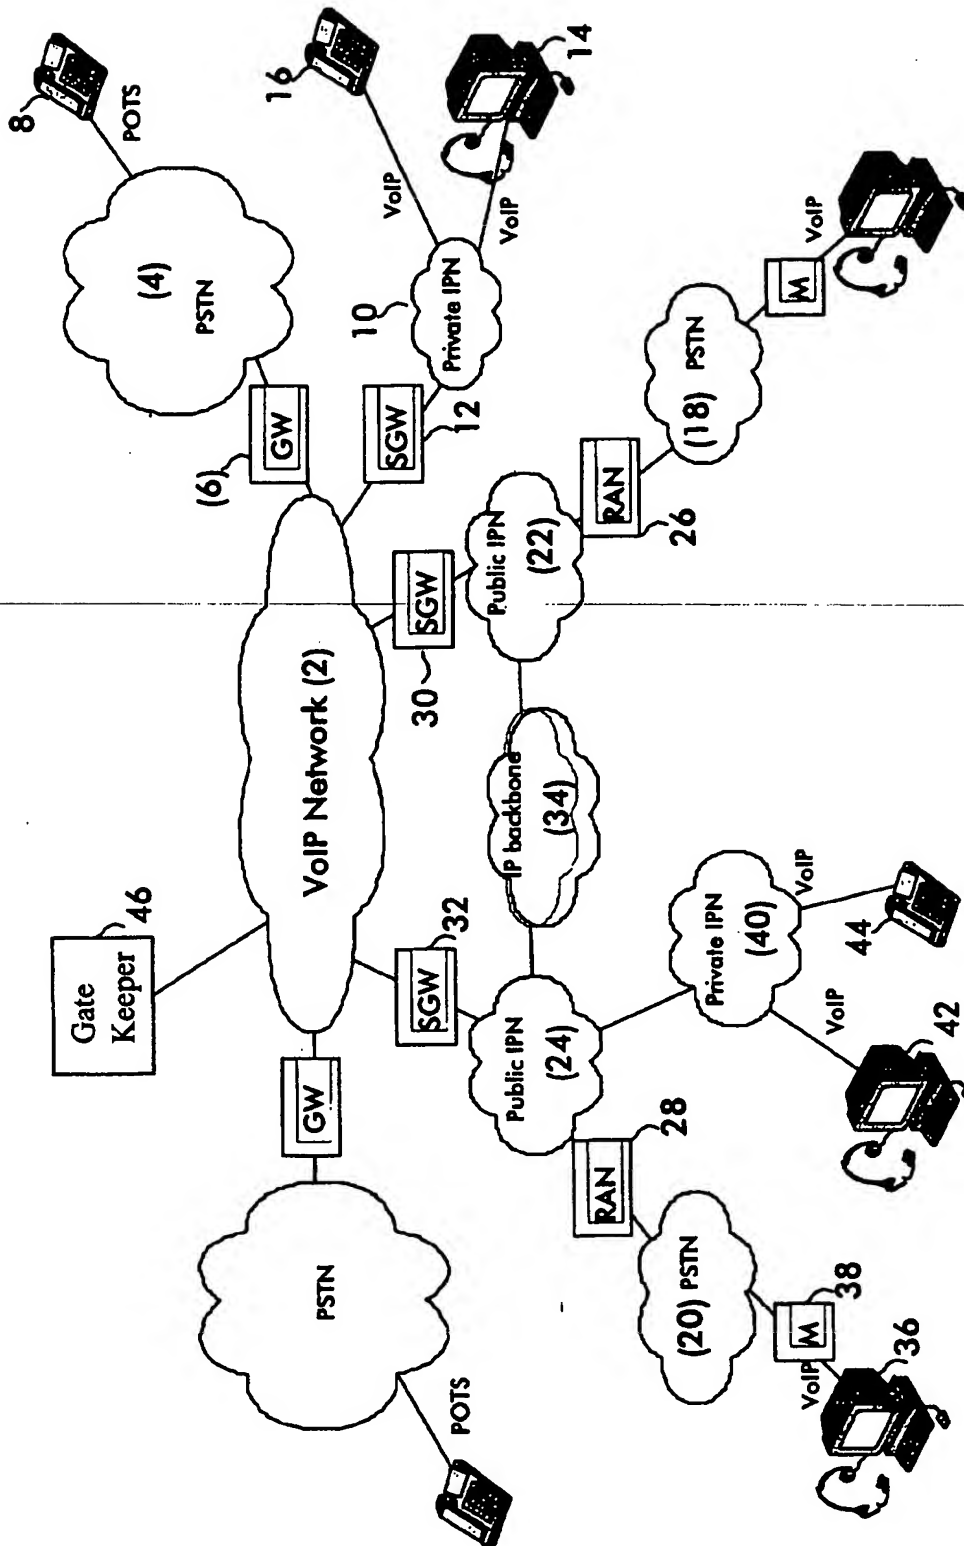 Gate
Keeper
46
8
POTS
(4)
PSTN
16
VoIP
VoIP
14
10
Private IPN
GW
(6)
SGW
12
VoIP Network (2)
GW
PSTN
POTS
SGW
30
SGW
32
Public IPN
(22)
RAN
26
PSTN
(18)
M
VoIP
IP backbone
(34)
Public IPN
(24)
Private IPN
(40)
VoIP
44
VoIP
42
RAN
28
PSTN
(20)
M
38
VoIP
36